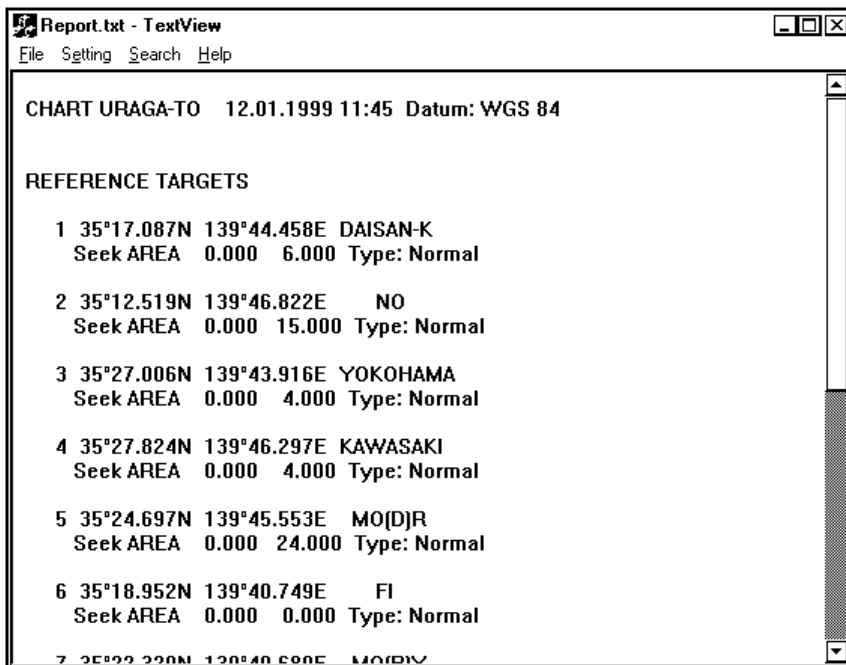 Report.txt - TextView
File Setting Search Help
CHART URAGA-TO 12.01.1999 11:45 Datum: WGS 84
REFERENCE TARGETS
1 35°17.087N 139°44.458E DAISAN-K
Seek AREA 0.000 6.000 Type: Normal
2 35°12.519N 139°46.822E NO
Seek AREA 0.000 15.000 Type: Normal
3 35°27.006N 139°43.916E YOKOHAMA
Seek AREA 0.000 4.000 Type: Normal
4 35°27.824N 139°46.297E KAWASAKI
Seek AREA 0.000 4.000 Type: Normal
5 35°24.697N 139°45.553E MO(D)R
Seek AREA 0.000 24.000 Type: Normal
6 35°18.952N 139°40.749E FI
Seek AREA 0.000 0.000 Type: Normal